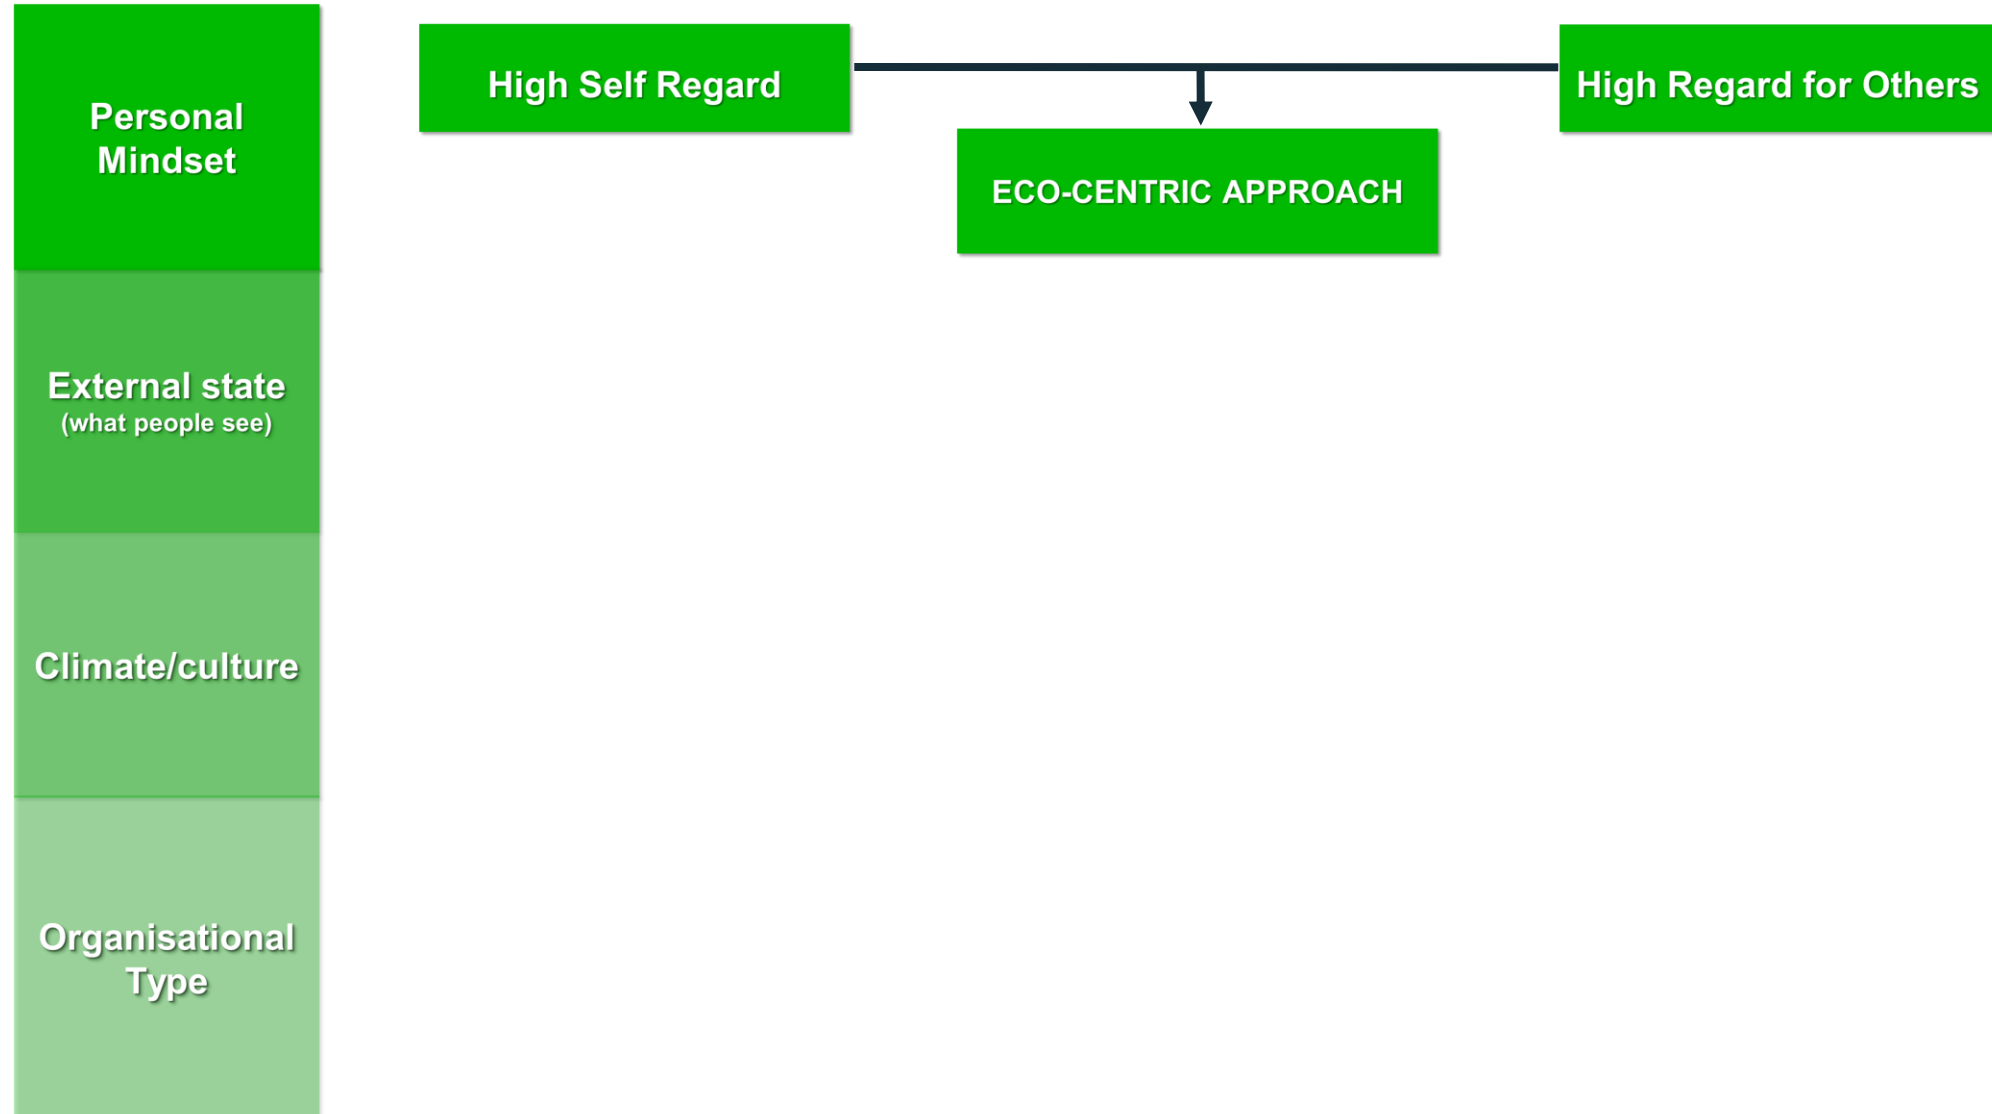 Personal
Mindset
High Self Regard
High Regard for Others
ECO-CENTRIC APPROACH
External state
(what people see)
Climate/culture
Organisational
Type